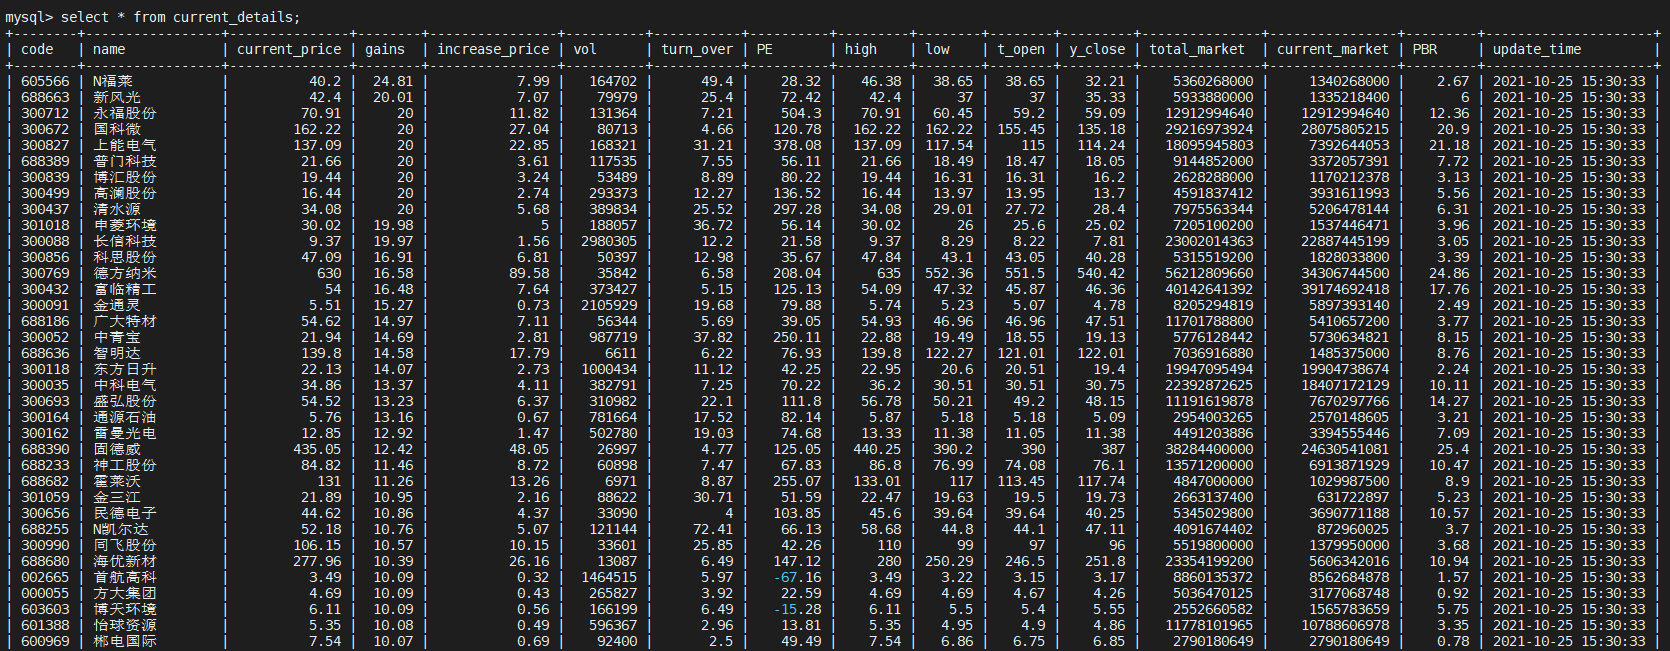 mysql> select * from current_details;
+--------+----------------+---------------+--------+----------------+---------+-----------+---------+--------+--------+--------+---------+--------------+----------------+-------+---------------------+
| code | name | current_price | gains | increase_price | vol | turn_over | PE | high | low | t_open | y_close | total_market | current_market | PBR | update_time |
+--------+----------------+---------------+--------+----------------+---------+-----------+---------+--------+--------+--------+---------+--------------+----------------+-------+---------------------+
| 605566 | N福莱 | 40.2 | 24.81 | 7.99 | 164702 | 49.4 | 28.32 | 46.38 | 38.65 | 38.65 | 32.21 | 5360268000 | 1340268000 | 2.67 | 2021-10-25 15:30:33 |
| 688663 | 新风光 | 42.4 | 20.01 | 7.07 | 79979 | 25.4 | 72.42 | 42.4 | 37 | 37 | 35.33 | 5933880000 | 1335218400 | 6 | 2021-10-25 15:30:33 |
| 300712 | 永福股份 | 70.91 | 20 | 11.82 | 131364 | 7.21 | 504.3 | 70.91 | 60.45 | 59.2 | 59.09 | 12912994640 | 12912994640 | 12.36 | 2021-10-25 15:30:33 |
| 300672 | 国科微 | 162.22 | 20 | 27.04 | 80713 | 4.66 | 120.78 | 162.22 | 162.22 | 155.45 | 135.18 | 29216973924 | 28075805215 | 20.9 | 2021-10-25 15:30:33 |
| 300827 | 上能电气 | 137.09 | 20 | 22.85 | 168321 | 31.21 | 378.08 | 137.09 | 117.54 | 115 | 114.24 | 18095945803 | 7392644053 | 21.18 | 2021-10-25 15:30:33 |
| 688389 | 普门科技 | 21.66 | 20 | 3.61 | 117535 | 7.55 | 56.11 | 21.66 | 18.49 | 18.47 | 18.05 | 9144852000 | 3372057391 | 7.72 | 2021-10-25 15:30:33 |
| 300839 | 博汇股份 | 19.44 | 20 | 3.24 | 53489 | 8.89 | 80.22 | 19.44 | 16.31 | 16.31 | 16.2 | 2628288000 | 1170212378 | 3.13 | 2021-10-25 15:30:33 |
| 300499 | 高澜股份 | 16.44 | 20 | 2.74 | 293373 | 12.27 | 136.52 | 16.44 | 13.97 | 13.95 | 13.7 | 4591837412 | 3931611993 | 5.56 | 2021-10-25 15:30:33 |
| 300437 | 清水源 | 34.08 | 20 | 5.68 | 389834 | 25.52 | 297.28 | 34.08 | 29.01 | 27.72 | 28.4 | 7975563344 | 5206478144 | 6.31 | 2021-10-25 15:30:33 |
| 301018 | 申菱环境 | 30.02 | 19.98 | 5 | 188057 | 36.72 | 56.14 | 30.02 | 26 | 25.6 | 25.02 | 7205100200 | 1537446471 | 3.96 | 2021-10-25 15:30:33 |
| 300088 | 长信科技 | 9.37 | 19.97 | 1.56 | 2980305 | 12.2 | 21.58 | 9.37 | 8.29 | 8.22 | 7.81 | 23002014363 | 22887445199 | 3.05 | 2021-10-25 15:30:33 |
| 300856 | 科思股份 | 47.09 | 16.91 | 6.81 | 50397 | 12.98 | 35.67 | 47.84 | 43.1 | 43.05 | 40.28 | 5315519200 | 1828033800 | 3.39 | 2021-10-25 15:30:33 |
| 300769 | 德方纳米 | 630 | 16.58 | 89.58 | 35842 | 6.58 | 208.04 | 635 | 552.36 | 551.5 | 540.42 | 56212809660 | 34306744500 | 24.86 | 2021-10-25 15:30:33 |
| 300432 | 富临精工 | 54 | 16.48 | 7.64 | 373427 | 5.15 | 125.13 | 54.09 | 47.32 | 45.87 | 46.36 | 40142641392 | 39174692418 | 17.76 | 2021-10-25 15:30:33 |
| 300091 | 金通灵 | 5.51 | 15.27 | 0.73 | 2105929 | 19.68 | 79.88 | 5.74 | 5.23 | 5.07 | 4.78 | 8205294819 | 5897393140 | 2.49 | 2021-10-25 15:30:33 |
| 688186 | 广大特材 | 54.62 | 14.97 | 7.11 | 56344 | 5.69 | 39.05 | 54.93 | 46.96 | 46.96 | 47.51 | 11701788800 | 5410657200 | 3.77 | 2021-10-25 15:30:33 |
| 300052 | 中青宝 | 21.94 | 14.69 | 2.81 | 987719 | 37.82 | 250.11 | 22.88 | 19.49 | 18.55 | 19.13 | 5776128442 | 5730634821 | 8.15 | 2021-10-25 15:30:33 |
| 688636 | 智明达 | 139.8 | 14.58 | 17.79 | 6611 | 6.22 | 76.93 | 139.8 | 122.27 | 121.01 | 122.01 | 7036916880 | 1485375000 | 8.76 | 2021-10-25 15:30:33 |
| 300118 | 东方日升 | 22.13 | 14.07 | 2.73 | 1000434 | 11.12 | 42.25 | 22.95 | 20.6 | 20.51 | 19.4 | 19947095494 | 19904738674 | 2.24 | 2021-10-25 15:30:33 |
| 300035 | 中科电气 | 34.86 | 13.37 | 4.11 | 382791 | 7.25 | 70.22 | 36.2 | 30.51 | 30.51 | 30.75 | 22392872625 | 18407172129 | 10.11 | 2021-10-25 15:30:33 |
| 300693 | 盛弘股份 | 54.52 | 13.23 | 6.37 | 310982 | 22.1 | 111.8 | 56.78 | 50.21 | 49.2 | 48.15 | 11191619878 | 7670297766 | 14.27 | 2021-10-25 15:30:33 |
| 300164 | 通源石油 | 5.76 | 13.16 | 0.67 | 781664 | 17.52 | 82.14 | 5.87 | 5.18 | 5.18 | 5.09 | 2954003265 | 2570148605 | 3.21 | 2021-10-25 15:30:33 |
| 300162 | 雷曼光电 | 12.85 | 12.92 | 1.47 | 502780 | 19.03 | 74.68 | 13.33 | 11.38 | 11.05 | 11.38 | 4491203886 | 3394555446 | 7.09 | 2021-10-25 15:30:33 |
| 688390 | 固德威 | 435.05 | 12.42 | 48.05 | 26997 | 4.77 | 125.05 | 440.25 | 390.2 | 390 | 387 | 38284400000 | 24630541081 | 25.4 | 2021-10-25 15:30:33 |
| 688233 | 神工股份 | 84.82 | 11.46 | 8.72 | 60898 | 7.47 | 67.83 | 86.8 | 76.99 | 74.08 | 76.1 | 13571200000 | 6913871929 | 10.47 | 2021-10-25 15:30:33 |
| 688682 | 霍莱沃 | 131 | 11.26 | 13.26 | 6971 | 8.87 | 255.07 | 133.01 | 117 | 113.45 | 117.74 | 4847000000 | 1029987500 | 8.9 | 2021-10-25 15:30:33 |
| 301059 | 金三江 | 21.89 | 10.95 | 2.16 | 88622 | 30.71 | 51.59 | 22.47 | 19.63 | 19.5 | 19.73 | 2663137400 | 631722897 | 5.23 | 2021-10-25 15:30:33 |
| 300656 | 民德电子 | 44.62 | 10.86 | 4.37 | 33090 | 4 | 103.85 | 45.6 | 39.64 | 39.64 | 40.25 | 5345029800 | 3690771188 | 10.57 | 2021-10-25 15:30:33 |
| 688255 | N凯尔达 | 52.18 | 10.76 | 5.07 | 121144 | 72.41 | 66.13 | 58.68 | 44.8 | 44.1 | 47.11 | 4091674402 | 872960025 | 3.7 | 2021-10-25 15:30:33 |
| 300990 | 同飞股份 | 106.15 | 10.57 | 10.15 | 33601 | 25.85 | 42.26 | 110 | 99 | 97 | 96 | 5519800000 | 1379950000 | 3.68 | 2021-10-25 15:30:33 |
| 688680 | 海优新材 | 277.96 | 10.39 | 26.16 | 13087 | 6.49 | 147.12 | 280 | 250.29 | 246.5 | 251.8 | 23354199200 | 5606342016 | 10.94 | 2021-10-25 15:30:33 |
| 002665 | 首航高科 | 3.49 | 10.09 | 0.32 | 1464515 | 5.97 | -67.16 | 3.49 | 3.22 | 3.15 | 3.17 | 8860135372 | 8562684878 | 1.57 | 2021-10-25 15:30:33 |
| 000055 | 方大集团 | 4.69 | 10.09 | 0.43 | 265827 | 3.92 | 22.59 | 4.69 | 4.69 | 4.67 | 4.26 | 5036470125 | 3177068748 | 0.92 | 2021-10-25 15:30:33 |
| 603603 | 博天环境 | 6.11 | 10.09 | 0.56 | 166199 | 6.49 | -15.28 | 6.11 | 5.5 | 5.4 | 5.55 | 2552660582 | 1565783659 | 5.75 | 2021-10-25 15:30:33 |
| 601388 | 怡球资源 | 5.35 | 10.08 | 0.49 | 596367 | 2.96 | 13.81 | 5.35 | 4.95 | 4.9 | 4.86 | 11778101965 | 10788606978 | 3.35 | 2021-10-25 15:30:33 |
| 600969 | 郴电国际 | 7.54 | 10.07 | 0.69 | 92400 | 2.5 | 49.49 | 7.54 | 6.86 | 6.75 | 6.85 | 2790180649 | 2790180649 | 0.78 | 2021-10-25 15:30:33 |